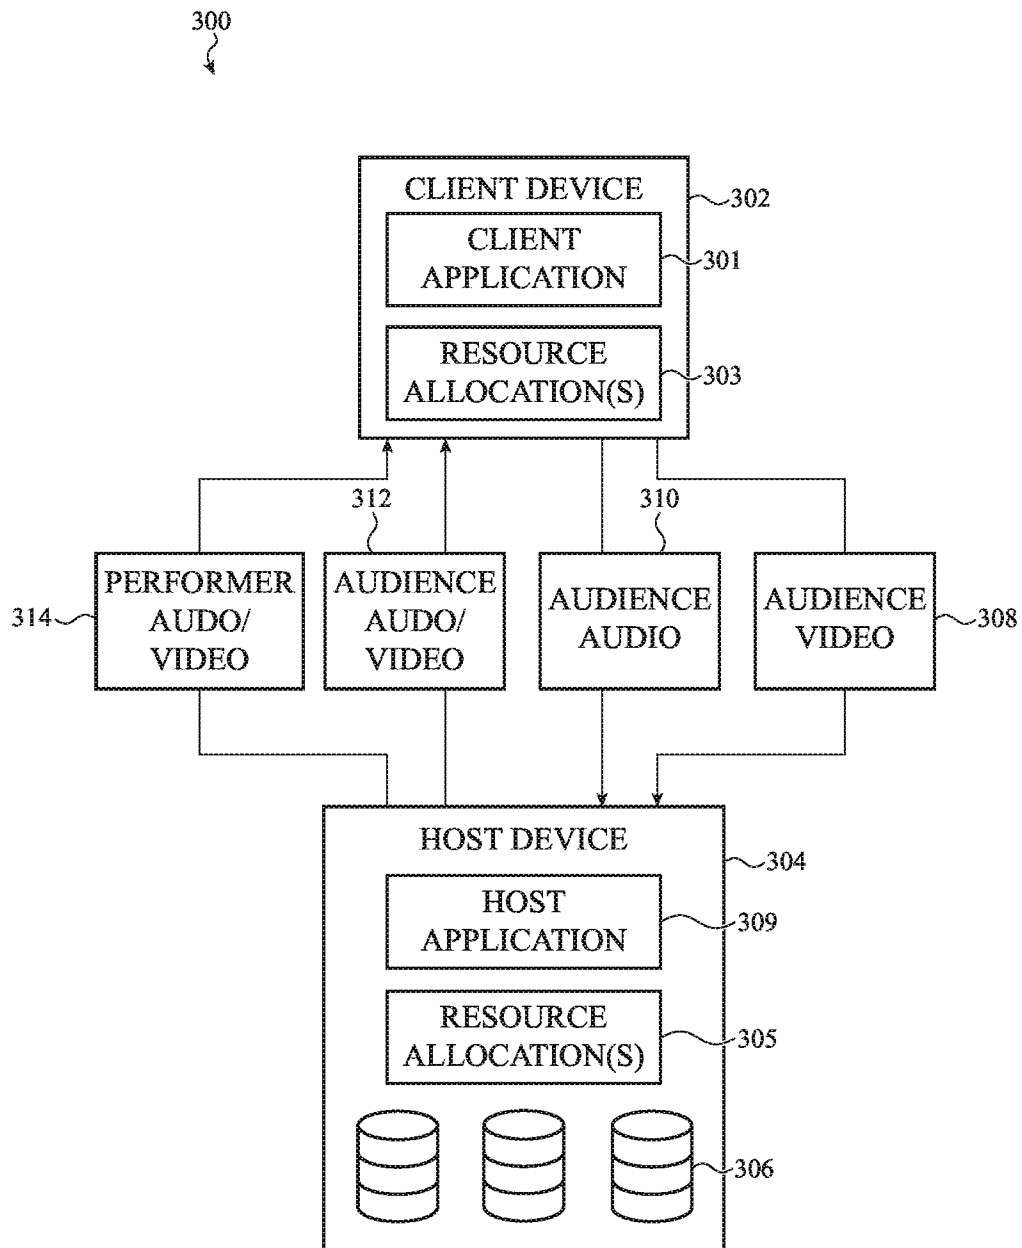 300
CLIENT DEVICE
302
CLIENT
APPLICATION
301
RESOURCE
ALLOCATION(S)
303
312
310
PERFORMER
AUDO/
VIDEO
314
AUDIENCE
AUDO/
VIDEO
AUDIENCE
AUDIO
AUDIENCE
VIDEO
308
HOST DEVICE
304
HOST
APPLICATION
309
RESOURCE
ALLOCATION(S)
305
306